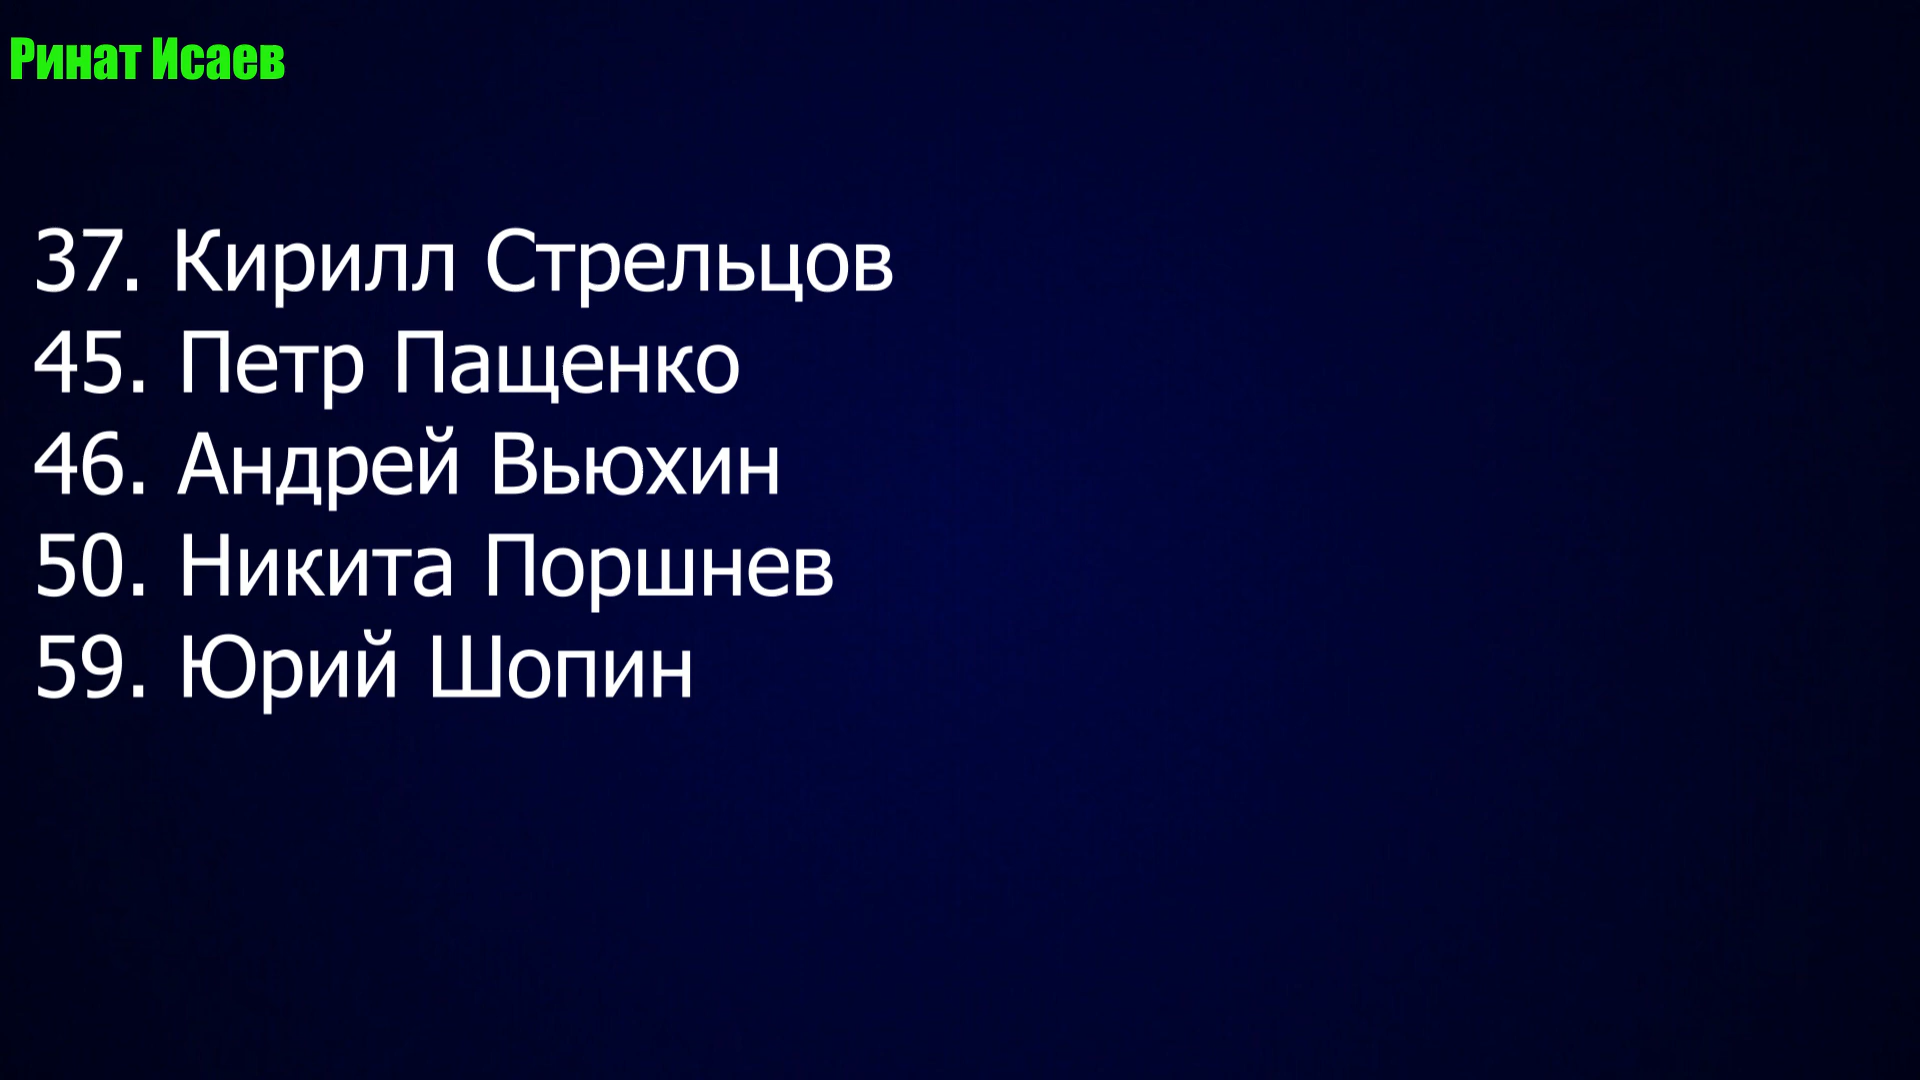 Ринат Исаев
37. Кирилл Стрельцов
45. Петр Пащенко
46. Андрей Вьюхин
50. Никита Поршнев
59. Юрий Шопин